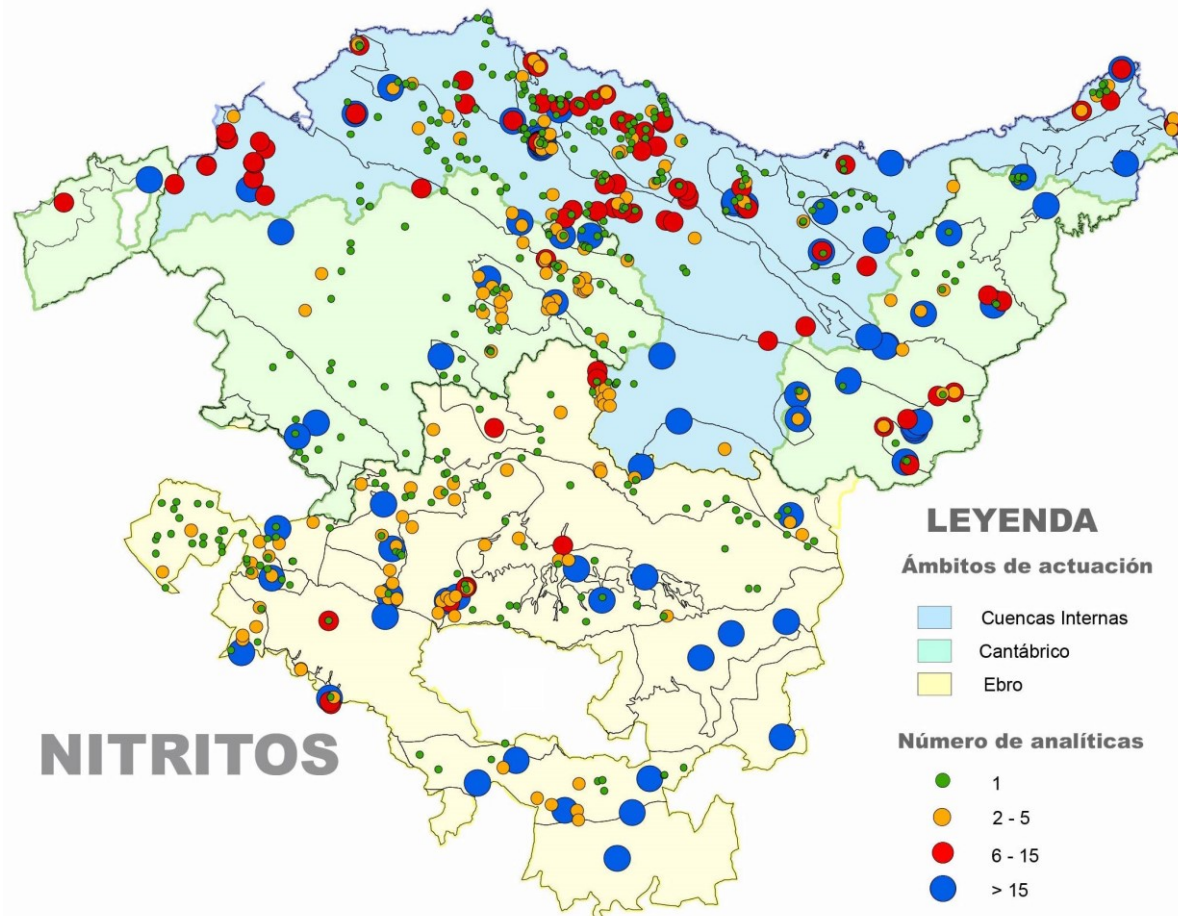 LEYENDA
Ámbitos de actuación
Cuencas Internas
Cantábrico
Ebro
NITRITOS
Número de analíticas
1
2 - 5
6 - 15
> 15